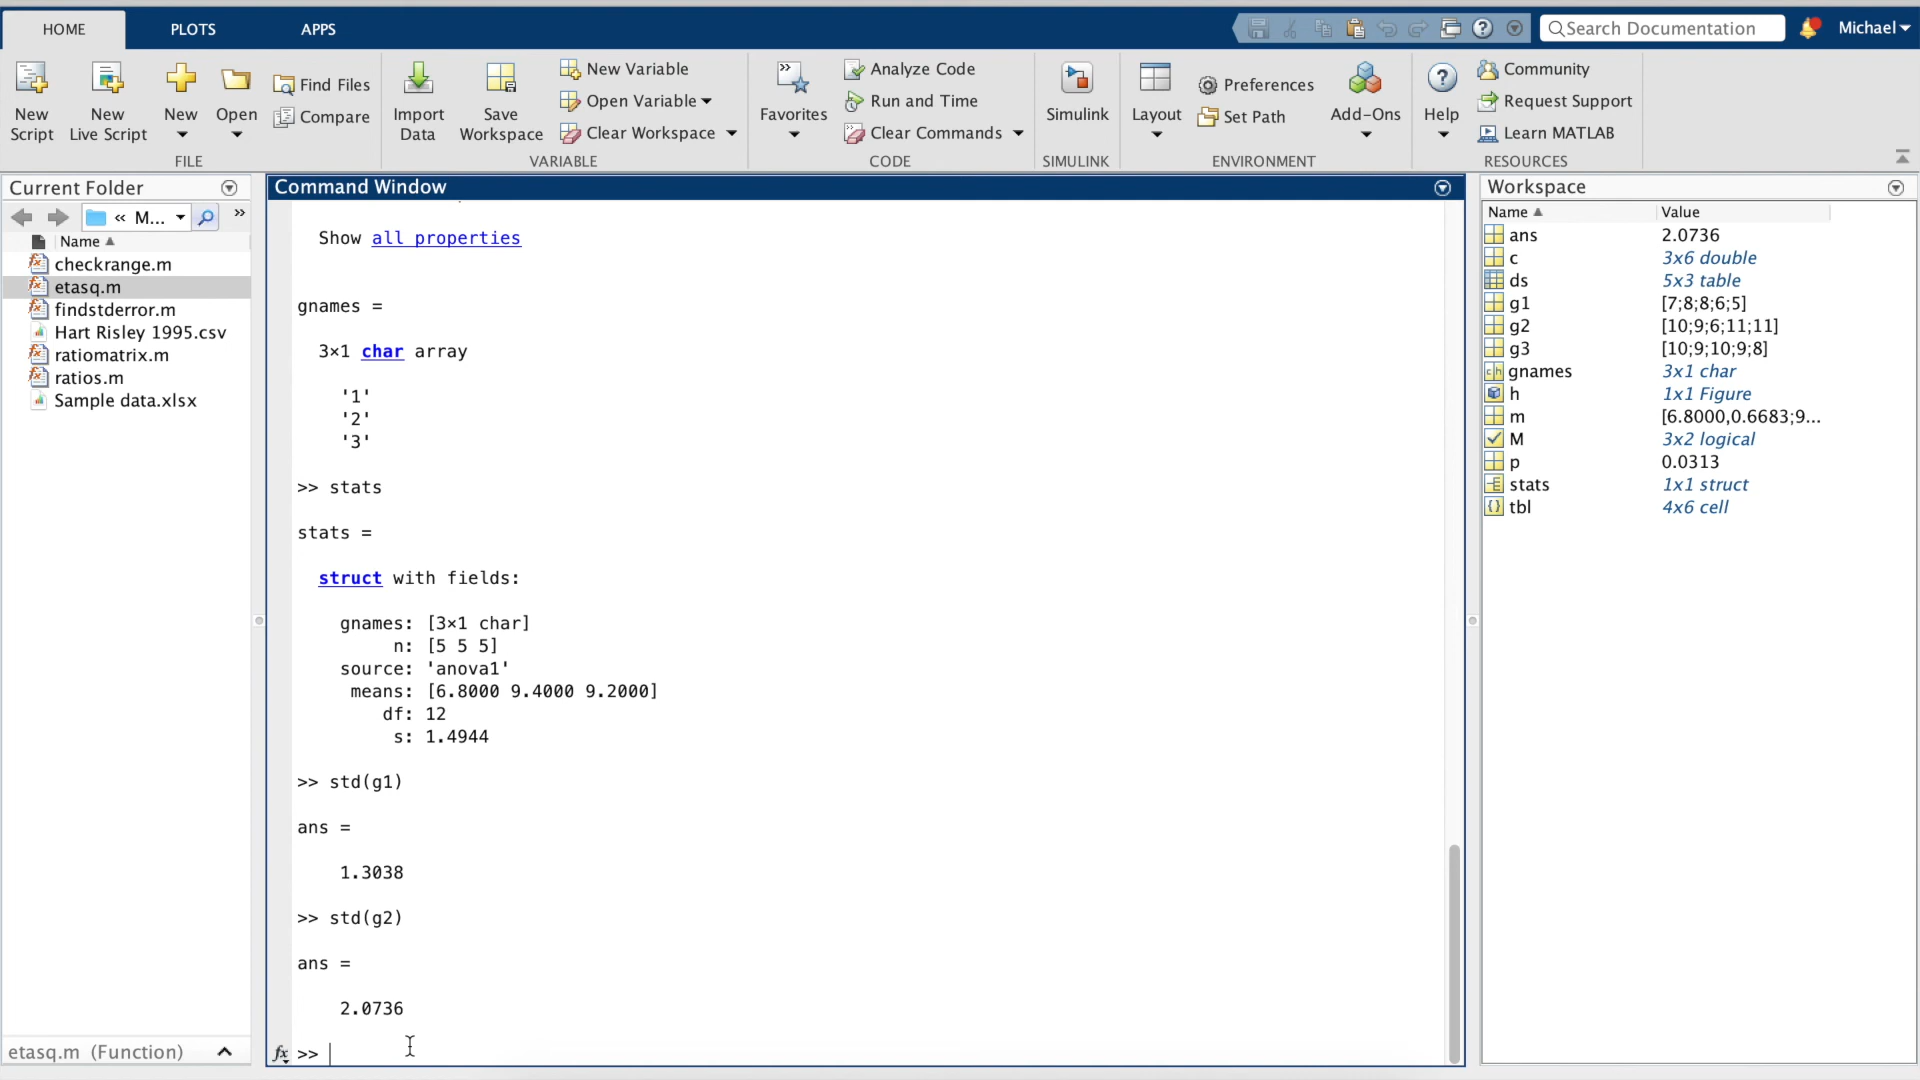 HOME PLOTS APPS Search Documentation Michael
New Script
New Live Script
New
Open
Find Files
Compare
FILE
Import Data
Save Workspace
New Variable
Open Variable
Clear Workspace
VARIABLE
Favorites
Analyze Code
Run and Time
Clear Commands
CODE
Simulink
SIMULINK
Layout
Preferences
Set Path
Add-Ons
ENVIRONMENT
Help
Community
Request Support
Learn MATLAB
RESOURCES
Current Folder
« M... »
Name
checkrange.m
etasq.m
findstderror.m
Hart Risley 1995.csv
ratiomatrix.m
ratios.m
Sample data.xlsx
etasq.m (Function)
Command Window
Show all properties
gnames =
3×1 char array
'1'
'2'
'3'
>> stats
stats =
struct with fields:
gnames: [3×1 char]
n: [5 5 5]
source: 'anova1'
means: [6.8000 9.4000 9.2000]
df: 12
s: 1.4944
>> std(g1)
ans =
1.3038
>> std(g2)
ans =
2.0736
fx >>
Workspace
Name Value
ans 2.0736
c 3x6 double
ds 5x3 table
g1 [7;8;8;6;5]
g2 [10;9;6;11;11]
g3 [10;9;10;9;8]
gnames 3x1 char
h 1x1 Figure
m [6.8000,0.6683;9...
M 3x2 logical
p 0.0313
stats 1x1 struct
tbl 4x6 cell